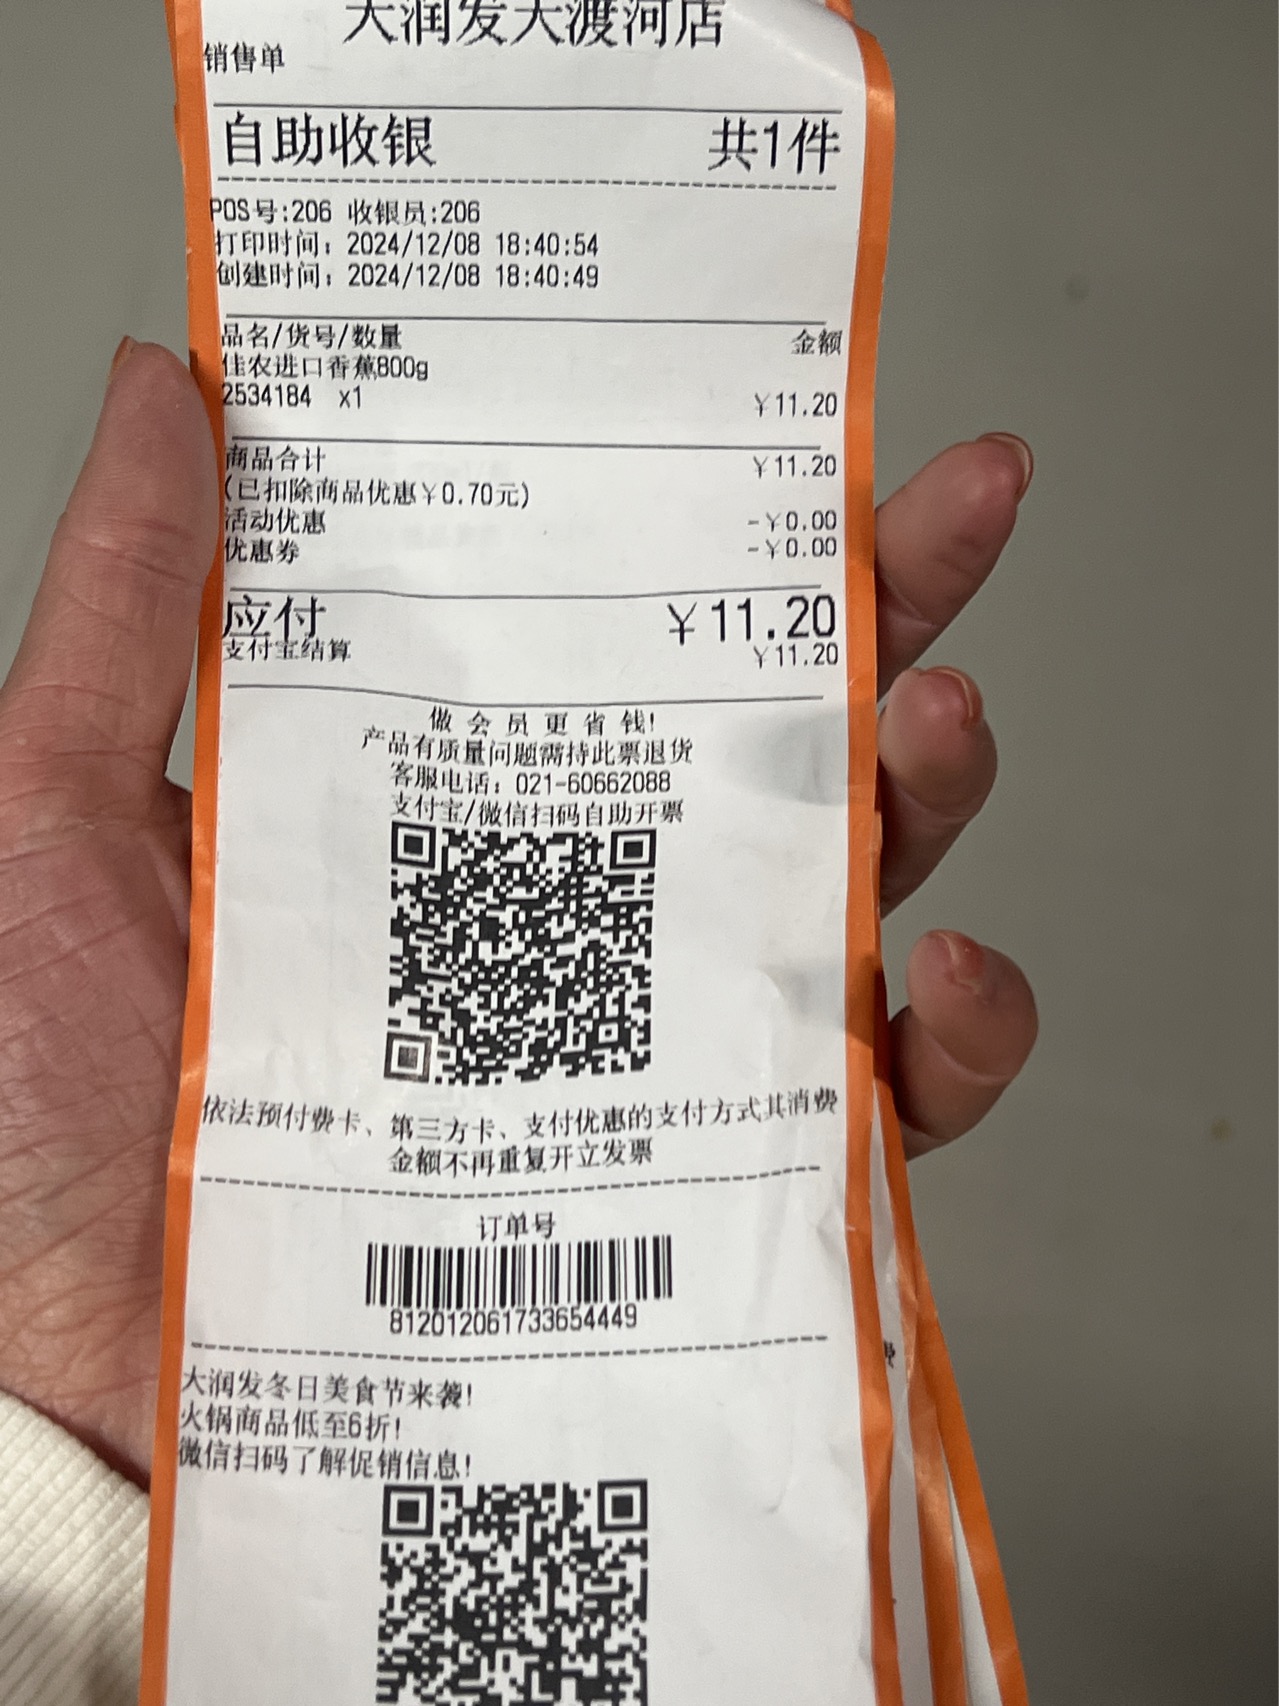 大润发大渡河店
销售单
自助收银 共1件
POS号:206 收银员:206
打印时间：2024/12/08 18:40:54
创建时间：2024/12/08 18:40:49
品名/货号/数量 金额
佳农进口香蕉800g
2534184 x1 ￥11.20
商品合计 ￥11.20
(已扣除商品优惠￥0.70元)
活动优惠 -￥0.00
优惠券 -￥0.00
应付 ￥11.20
支付宝结算 ￥11.20
做会员更省钱!
产品有质量问题需持此票退货
客服电话：021-60662088
支付宝/微信扫码自助开票
依法预付费卡、第三方卡、支付优惠的支付方式其消费
金额不再重复开立发票
订单号
812012061733654449
大润发冬日美食节来袭!
火锅商品低至6折!
微信扫码了解促销信息!